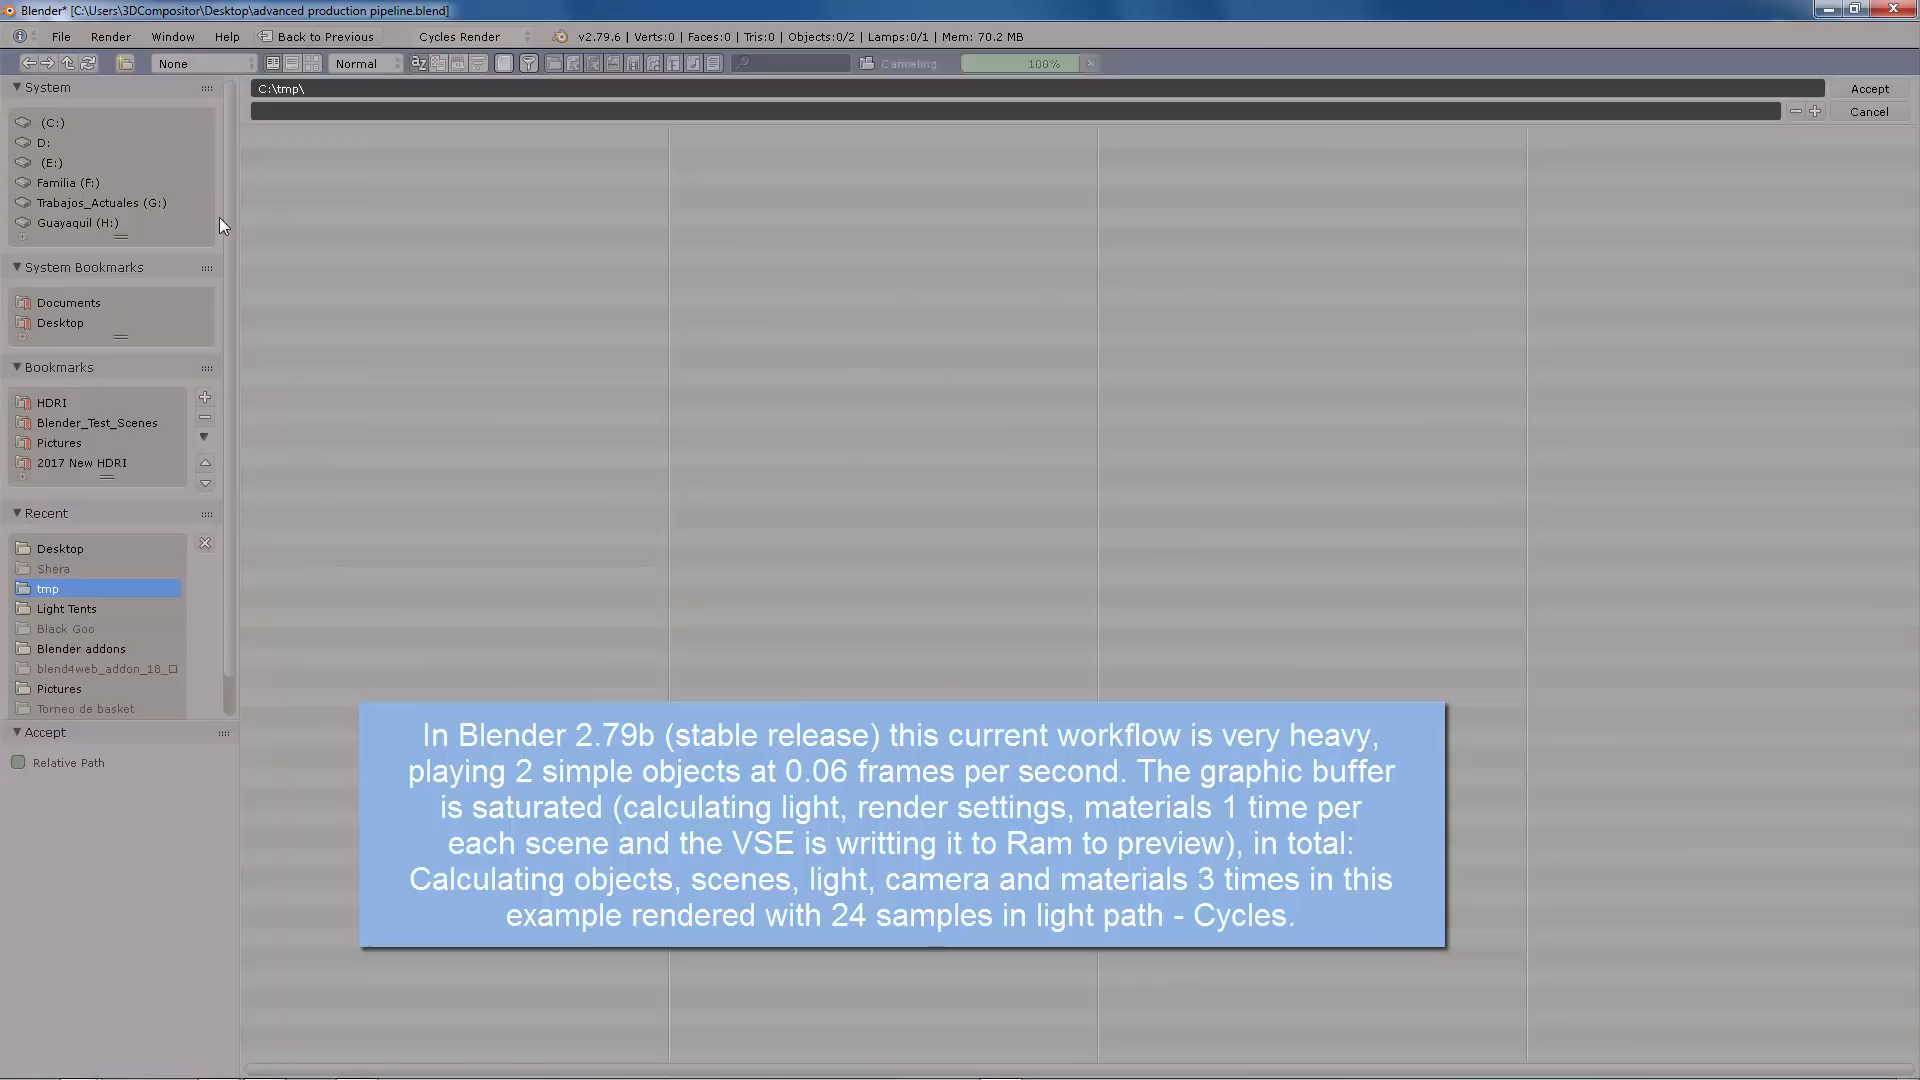 Blender* [C:\Users\3DCompositor\Desktop\advanced production pipeline.blend]
File Render Window Help Back to Previous Cycles Render v2.79.6 | Verts:0 | Faces:0 | Tris:0 | Objects:0/2 | Lamps:0/1 | Mem: 70.2 MB
None Normal Canceling 100%
System
C:\tmp\
Accept
Cancel
(C:)
D:
(E:)
Familia (F:)
Trabajos_Actuales (G:)
Guayaquil (H:)
System Bookmarks
Documents
Desktop
Bookmarks
HDRI
Blender_Test_Scenes
Pictures
2017 New HDRI
Recent
Desktop
Shera
tmp
Light Tents
Black Goo
Blender addons
blend4web_addon_18_
Pictures
Torneo de basket
Accept
Relative Path
In Blender 2.79b (stable release) this current workflow is very heavy,
playing 2 simple objects at 0.06 frames per second. The graphic buffer
is saturated (calculating light, render settings, materials 1 time per
each scene and the VSE is writting it to Ram to preview), in total:
Calculating objects, scenes, light, camera and materials 3 times in this
example rendered with 24 samples in light path - Cycles.